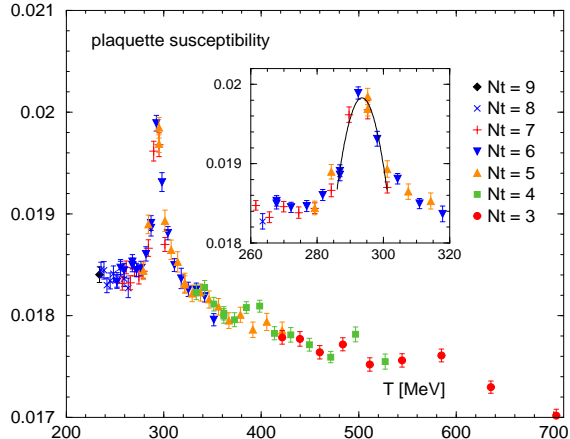 0.021
plaquette susceptibility
0.02
0.019
0.018
260 280 300 320
Nt = 9
Nt = 8
Nt = 7
Nt = 6
Nt = 5
Nt = 4
Nt = 3
0.02
0.019
0.018
0.017
T [MeV]
200 300 400 500 600 700